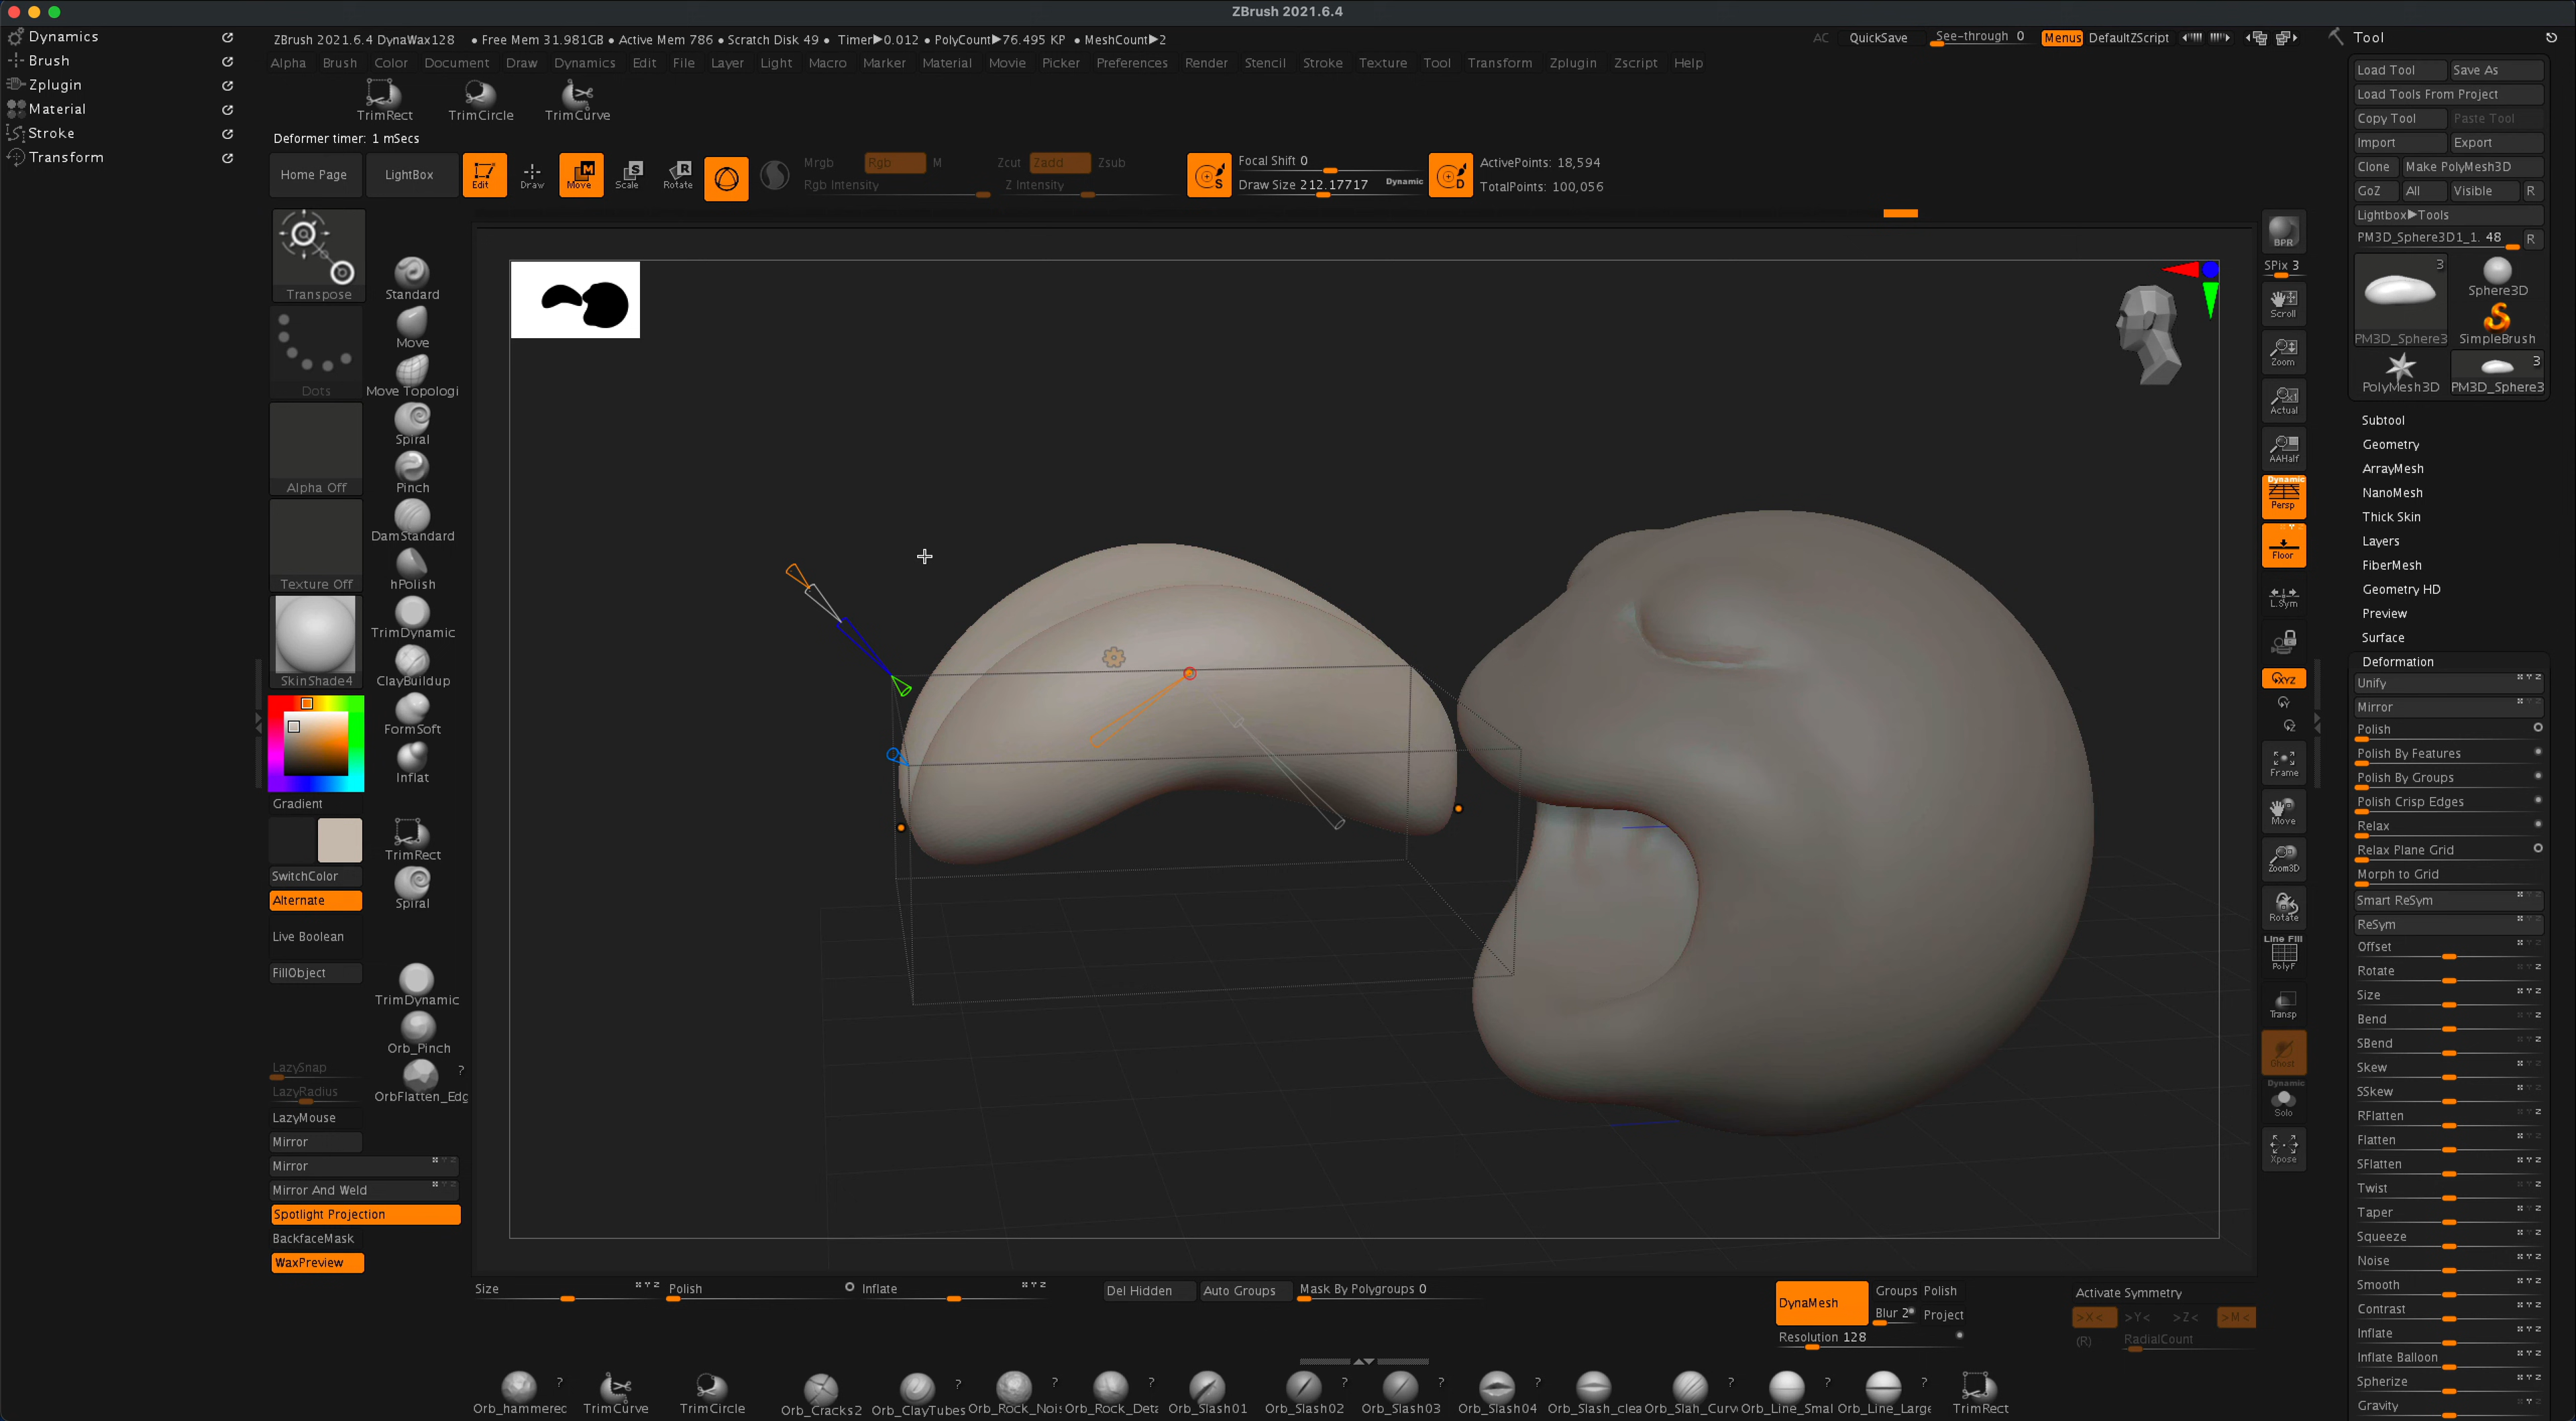 ZBrush 2021.6.4
Dynamics
Brush
Zplugin
Material
Stroke
Transform
ZBrush 2021.6.4 DynaWax128 • Free Mem 31.981GB • Active Mem 786 • Scratch Disk 49 • Timer▶0.012 • PolyCount▶76.495 KP • MeshCount▶2
AC QuickSave See-through 0 Menus DefaultZScript
Alpha Brush Color Document Draw Dynamics Edit File Layer Light Macro Marker Material Movie Picker Preferences Render Stencil Stroke Texture Tool Transform Zplugin Zscript Help
TrimRect TrimCircle TrimCurve
Deformer timer: 1 mSecs
Home Page LightBox Edit Draw Move Scale Rotate
Mrgb Rgb M
Rgb Intensity
Zcut Zadd Zsub
Z Intensity
Focal Shift 0
Draw Size 212.17717 Dynamic
ActivePoints: 18,594
TotalPoints: 100,056
Transpose
Dots
Alpha Off
Texture Off
SkinShade4
Gradient
SwitchColor
Alternate
Live Boolean
FillObject
LazySnap
LazyRadius
LazyMouse
Mirror
Mirror
Mirror And Weld
Spotlight Projection
BackfaceMask
WaxPreview
Standard
Move
Move Topologi
Spiral
Pinch
DamStandard
hPolish
TrimDynamic
ClayBuildup
FormSoft
Inflat
TrimRect
Spiral
TrimDynamic
Orb_Pinch
?
OrbFlatten_Edg
BPR
SPix 3
Scroll
Zoom
Actual
AAHalf
Dynamic
Persp
Floor
L.Sym
XYZ
Y
Z
Frame
Move
Zoom3D
Rotate
Line Fill
PolyF
Transp
Ghost
Dynamic
Solo
Xpose
Tool
Load Tool Save As
Load Tools From Project
Copy Tool Paste Tool
Import Export
Clone Make PolyMesh3D
GoZ All Visible R
Lightbox▶Tools
PM3D_Sphere3D1_1. 48 R
3
Sphere3D
PM3D_Sphere3 SimpleBrush
3
PolyMesh3D PM3D_Sphere3
Subtool
Geometry
ArrayMesh
NanoMesh
Thick Skin
Layers
FiberMesh
Geometry HD
Preview
Surface
Deformation
Unify
Mirror
Polish
Polish By Features
Polish By Groups
Polish Crisp Edges
Relax
Relax Plane Grid
Morph to Grid
Smart ReSym
ReSym
Offset
Rotate
Size
Bend
SBend
Skew
SSkew
RFlatten
Flatten
SFlatten
Twist
Taper
Squeeze
Noise
Smooth
Contrast
Inflate
Inflate Balloon
Spherize
Gravity
Size Polish Inflate Del Hidden Auto Groups Mask By Polygroups 0
DynaMesh Groups Polish
Blur 2 Project
Resolution 128
Activate Symmetry
>X< >Y< >Z< >M<
(R) RadialCount
Orb_hammerec TrimCurve TrimCircle Orb_Cracks2 Orb_ClayTubes Orb_Rock_Nois Orb_Rock_Deta Orb_Slash01 Orb_Slash02 Orb_Slash03 Orb_Slash04 Orb_Slash_clea Orb_Slah_Curv Orb_Line_Smal Orb_Line_Large TrimRect